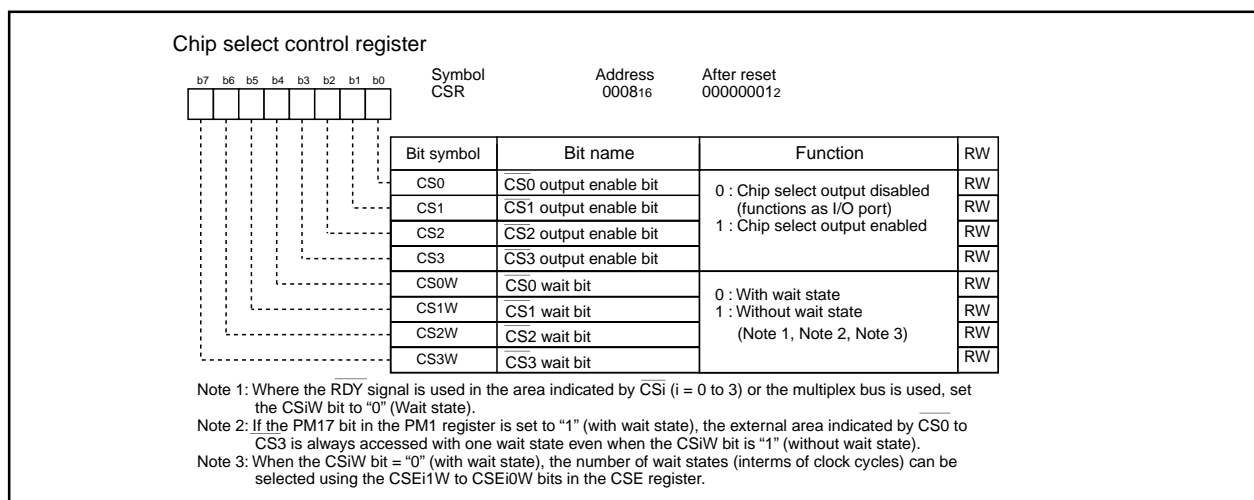 Chip select control register
b7 b6 b5 b4 b3 b2 b1 b0
Symbol Address After reset
CSR 000816 000000012
Bit symbol Bit name Function RW
CS0 CS0 output enable bit RW
0 : Chip select output disabled
(functions as I/O port)
1 : Chip select output enabled
CS1 CS1 output enable bit RW
CS2 CS2 output enable bit RW
CS3 CS3 output enable bit RW
CS0W CS0 wait bit RW
0 : With wait state
1 : Without wait state
(Note 1, Note 2, Note 3)
CS1W CS1 wait bit RW
CS2W CS2 wait bit RW
CS3W CS3 wait bit RW
Note 1: Where the RDY signal is used in the area indicated by CSi (i = 0 to 3) or the multiplex bus is used, set
the CSiW bit to “0” (Wait state).
Note 2: If the PM17 bit in the PM1 register is set to “1” (with wait state), the external area indicated by CS0 to
CS3 is always accessed with one wait state even when the CSiW bit is “1” (without wait state).
Note 3: When the CSiW bit = “0” (with wait state), the number of wait states (interms of clock cycles) can be
selected using the CSEi1W to CSEi0W bits in the CSE register.